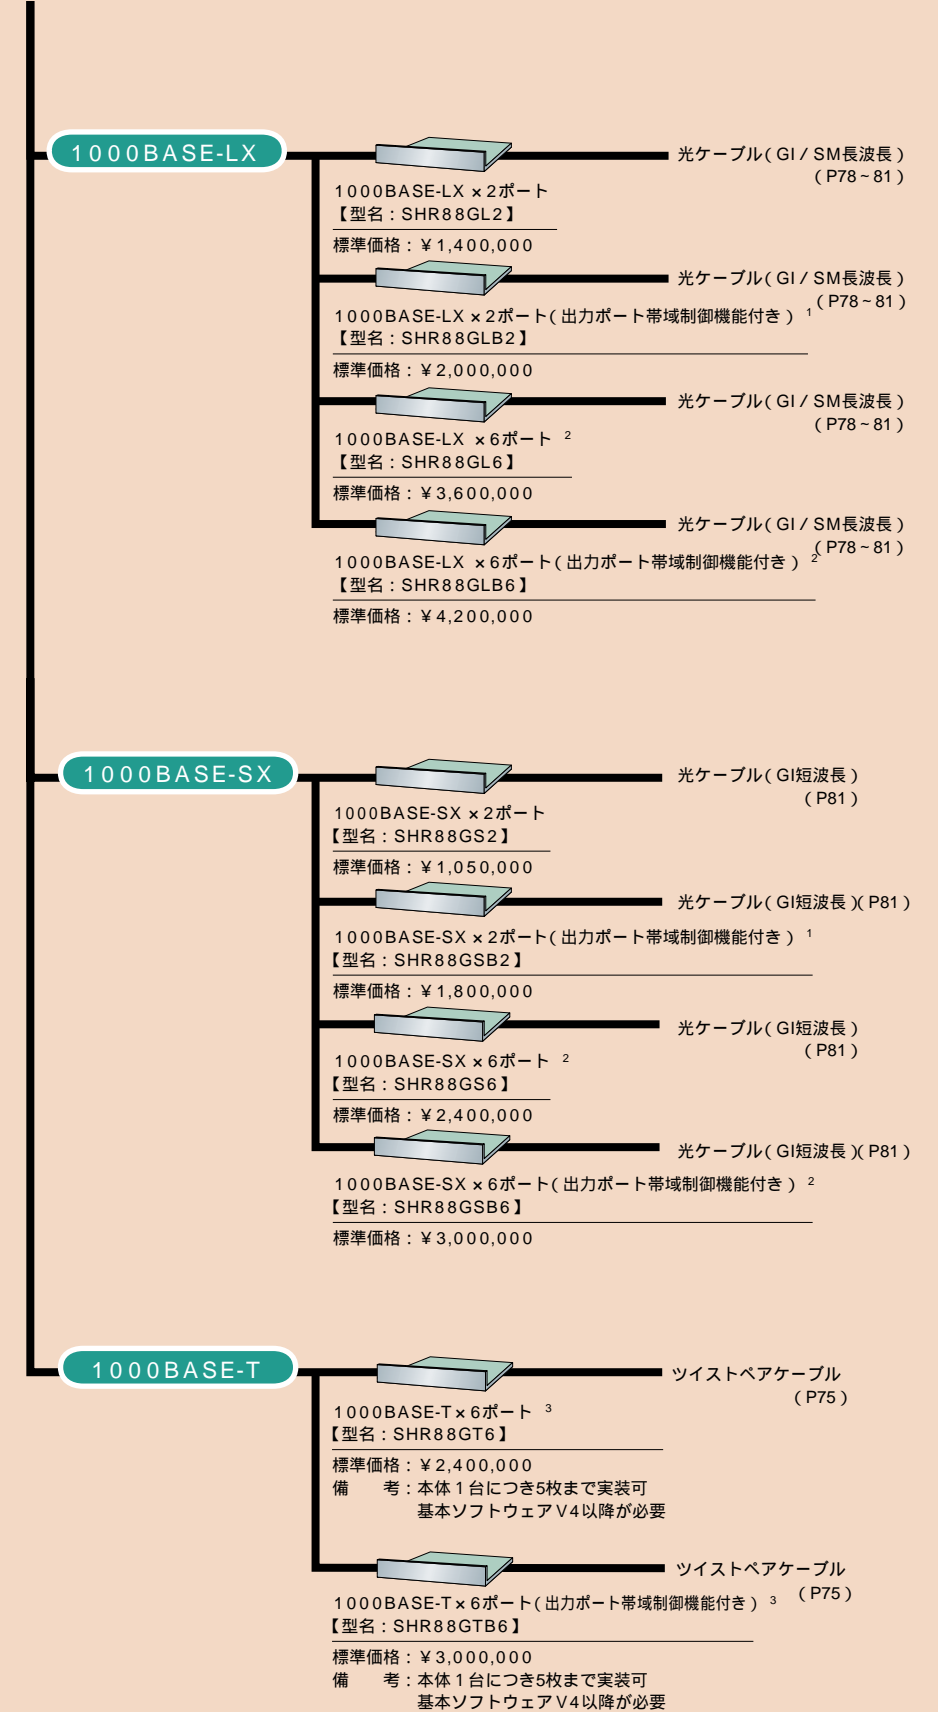 1000BASE-LX
光ケーブル(GI/SM長波長)
(P78~81)
1000BASE-LX×2ポート
【型名:SHR88GL2】
標準価格:¥1,400,000
光ケーブル(GI/SM長波長)
(P78~81)
1000BASE-LX×2ポート(出力ポート帯域制御機能付き) 1
【型名:SHR88GLB2】
標準価格:¥2,000,000
光ケーブル(GI/SM長波長)
(P78~81)
1000BASE-LX ×6ポート 2
【型名:SHR88GL6】
標準価格:¥3,600,000
光ケーブル(GI/SM長波長)
(P78~81)
1000BASE-LX ×6ポート(出力ポート帯域制御機能付き) 2
【型名:SHR88GLB6】
標準価格:¥4,200,000
1000BASE-SX
光ケーブル(GI短波長)
(P81)
1000BASE-SX×2ポート
【型名:SHR88GS2】
標準価格:¥1,050,000
光ケーブル(GI短波長)(P81)
1000BASE-SX×2ポート(出力ポート帯域制御機能付き) 1
【型名:SHR88GSB2】
標準価格:¥1,800,000
光ケーブル(GI短波長)
(P81)
1000BASE-SX×6ポート 2
【型名:SHR88GS6】
標準価格:¥2,400,000
光ケーブル(GI短波長)(P81)
1000BASE-SX×6ポート(出力ポート帯域制御機能付き) 2
【型名:SHR88GSB6】
標準価格:¥3,000,000
1000BASE-T
ツイストペアケーブル
(P75)
1000BASE-T×6ポート 3
【型名:SHR88GT6】
標準価格:¥2,400,000
備 考:本体1台につき5枚まで実装可
基本ソフトウェアV4以降が必要
ツイストペアケーブル
(P75)
1000BASE-T×6ポート(出力ポート帯域制御機能付き) 3
【型名:SHR88GTB6】
標準価格:¥3,000,000
備 考:本体1台につき5枚まで実装可
基本ソフトウェアV4以降が必要